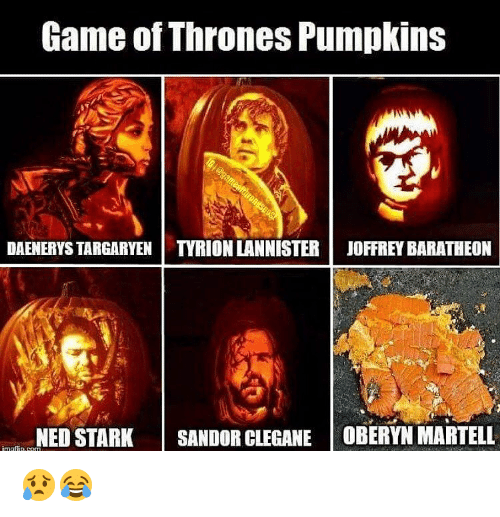 Game of Thrones Pumpkins
DAENERYS TARGARYEN
TYRION LANNISTER
JOFFREY BARATHEON
NED STARK
SANDOR CLEGANE
OBERYN MARTELL
imgflip.com